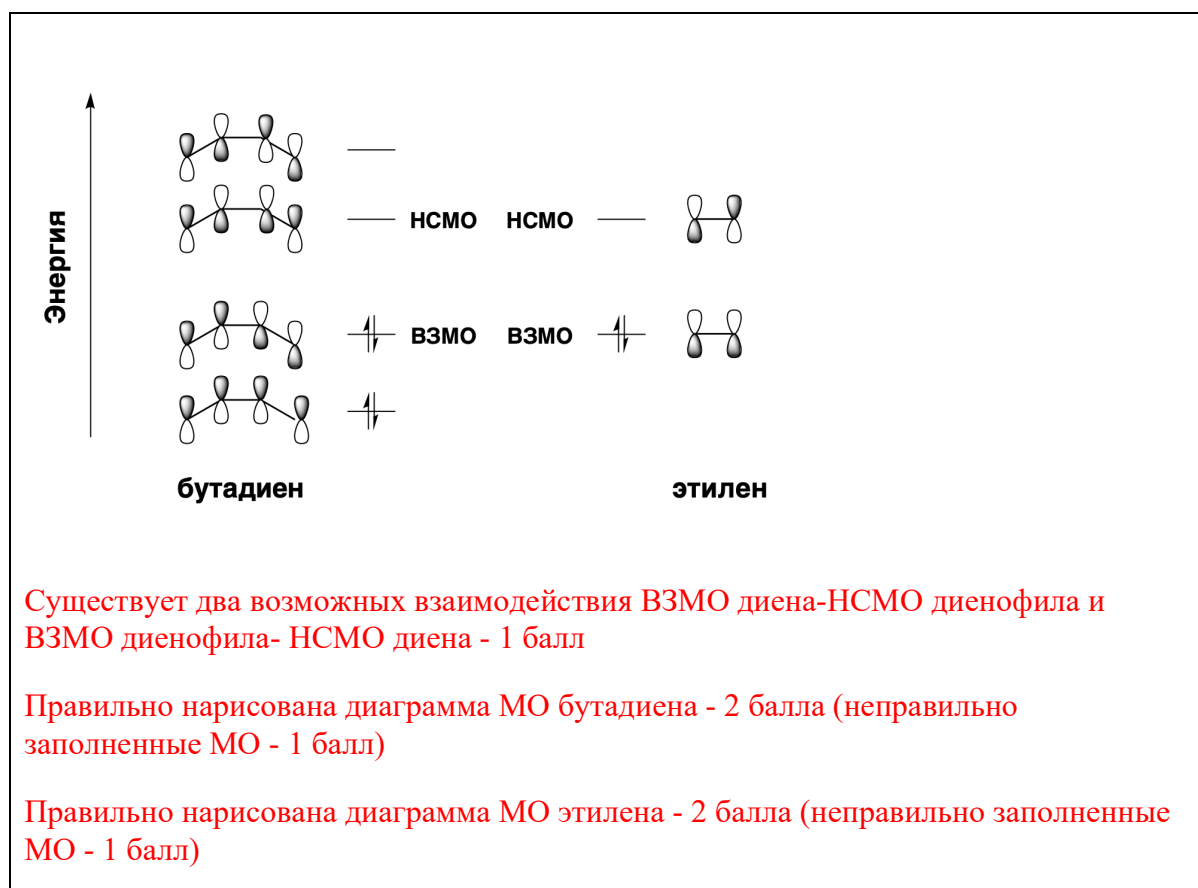 Энергия
НСМО НСМО
ВЗМО ВЗМО
бутадиен этилен
Существует два возможных взаимодействия ВЗМО диена-НСМО диенофила и
ВЗМО диенофила- НСМО диена - 1 балл
Правильно нарисована диаграмма МО бутадиена - 2 балла (неправильно
заполненные МО - 1 балл)
Правильно нарисована диаграмма МО этилена - 2 балла (неправильно заполненные
МО - 1 балл)